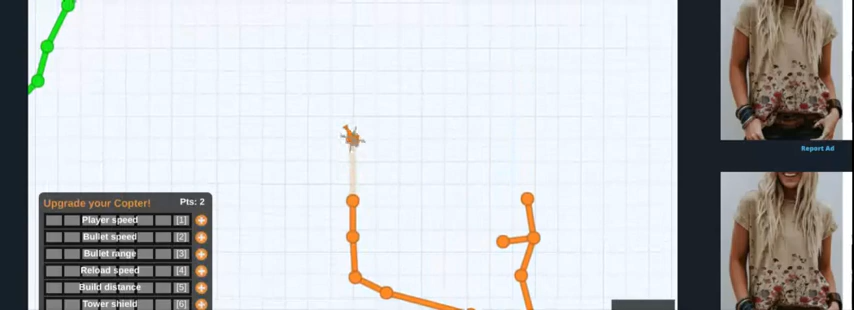 Upgrade your Copter! Pts: 2
Player speed [1]
Bullet speed [2]
Bullet range [3]
Reload speed [4]
Build distance [5]
Tower shield [6]
Report Ad